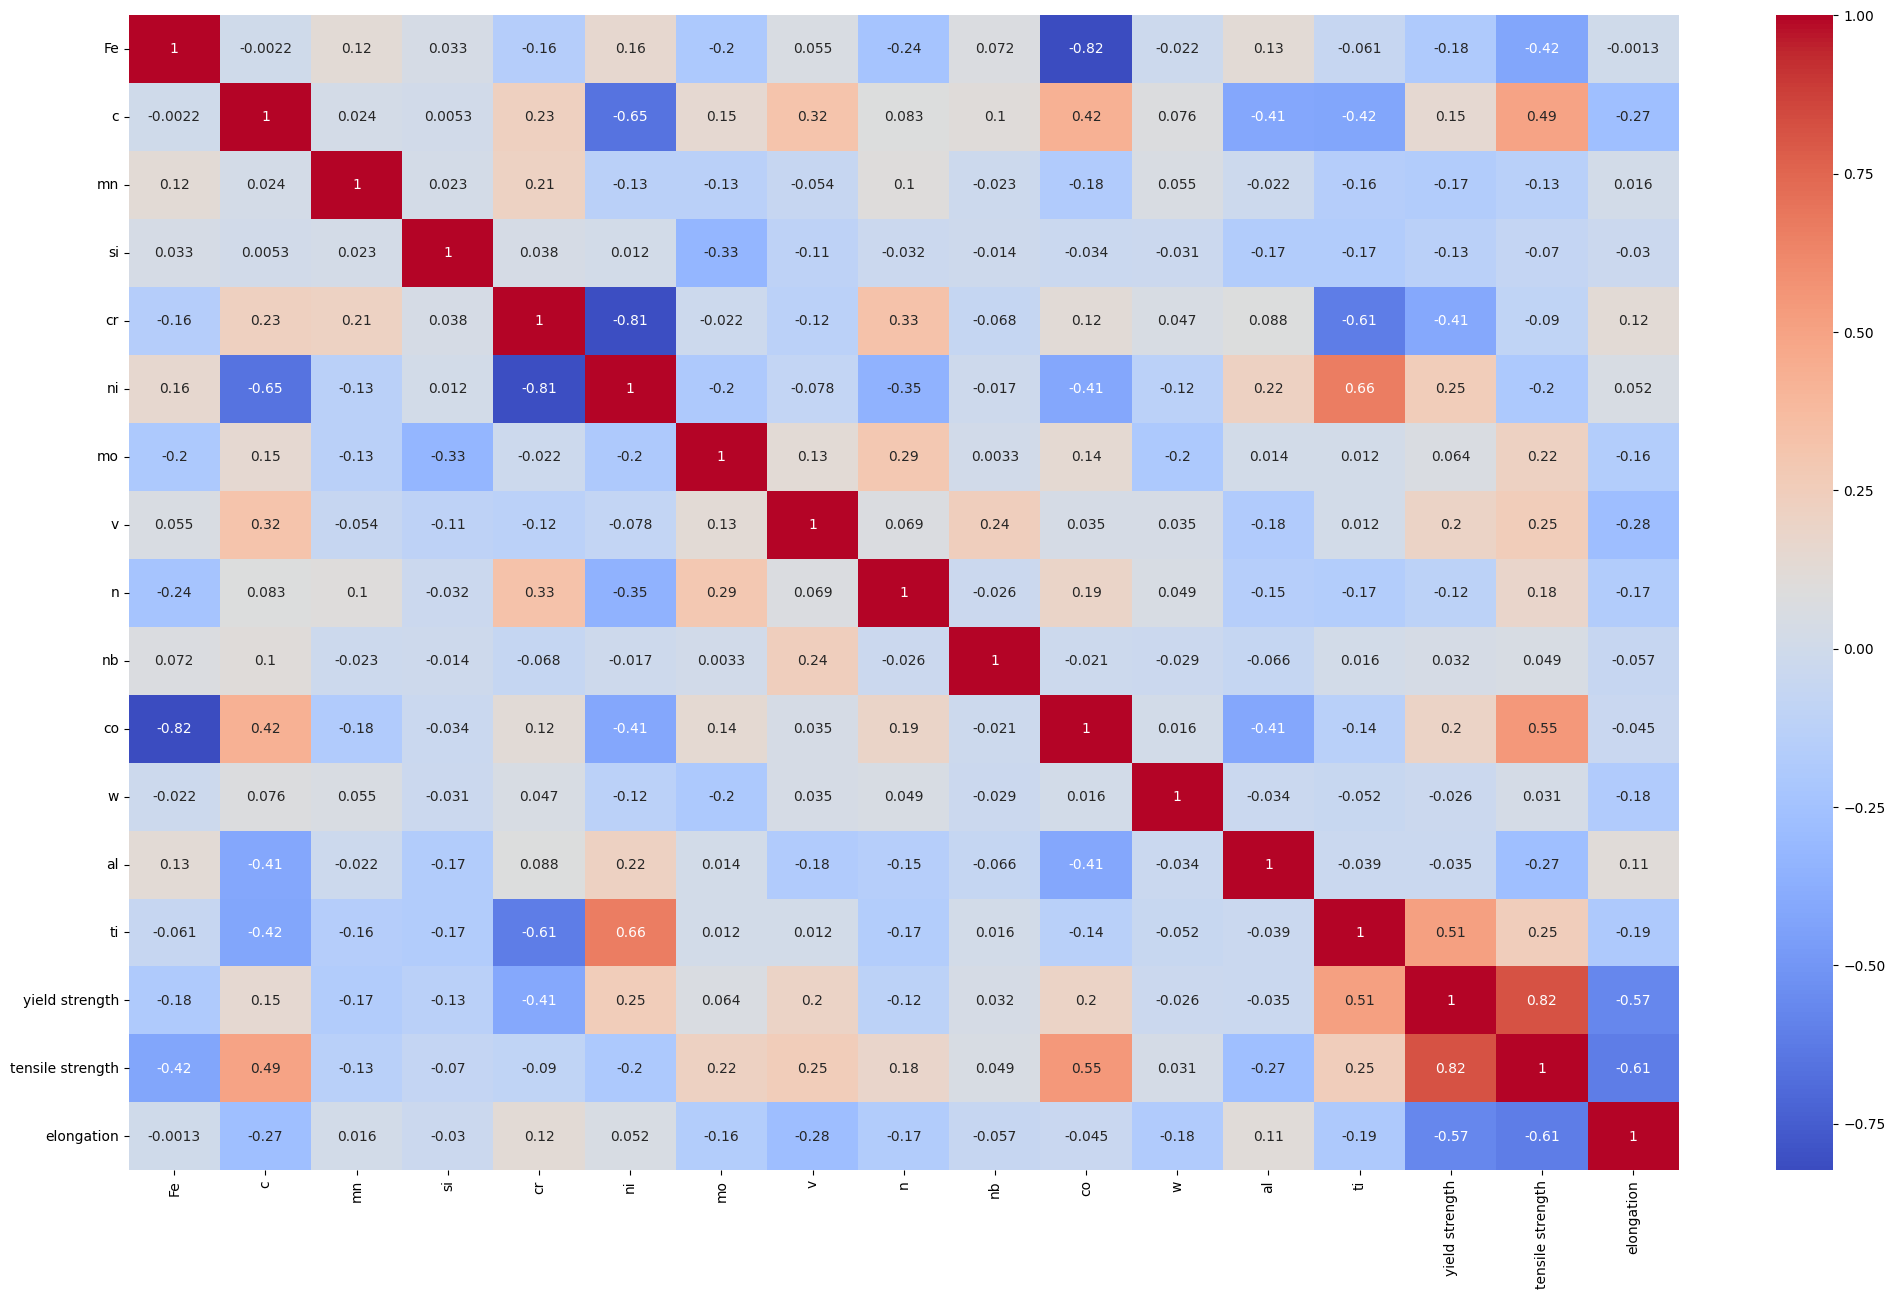 Fe 1 -0.0022 0.12 0.033 -0.16 0.16 -0.2 0.055 -0.24 0.072 -0.82 -0.022 0.13 -0.061 -0.18 -0.42 -0.0013
c -0.0022 1 0.024 0.0053 0.23 -0.65 0.15 0.32 0.083 0.1 0.42 0.076 -0.41 -0.42 0.15 0.49 -0.27
mn 0.12 0.024 1 0.023 0.21 -0.13 -0.13 -0.054 0.1 -0.023 -0.18 0.055 -0.022 -0.16 -0.17 -0.13 0.016
si 0.033 0.0053 0.023 1 0.038 0.012 -0.33 -0.11 -0.032 -0.014 -0.034 -0.031 -0.17 -0.17 -0.13 -0.07 -0.03
cr -0.16 0.23 0.21 0.038 1 -0.81 -0.022 -0.12 0.33 -0.068 0.12 0.047 0.088 -0.61 -0.41 -0.09 0.12
ni 0.16 -0.65 -0.13 0.012 -0.81 1 -0.2 -0.078 -0.35 -0.017 -0.41 -0.12 0.22 0.66 0.25 -0.2 0.052
mo -0.2 0.15 -0.13 -0.33 -0.022 -0.2 1 0.13 0.29 0.0033 0.14 -0.2 0.014 0.012 0.064 0.22 -0.16
v 0.055 0.32 -0.054 -0.11 -0.12 -0.078 0.13 1 0.069 0.24 0.035 0.035 -0.18 0.012 0.2 0.25 -0.28
n -0.24 0.083 0.1 -0.032 0.33 -0.35 0.29 0.069 1 -0.026 0.19 0.049 -0.15 -0.17 -0.12 0.18 -0.17
nb 0.072 0.1 -0.023 -0.014 -0.068 -0.017 0.0033 0.24 -0.026 1 -0.021 -0.029 -0.066 0.016 0.032 0.049 -0.057
co -0.82 0.42 -0.18 -0.034 0.12 -0.41 0.14 0.035 0.19 -0.021 1 0.016 -0.41 -0.14 0.2 0.55 -0.045
w -0.022 0.076 0.055 -0.031 0.047 -0.12 -0.2 0.035 0.049 -0.029 0.016 1 -0.034 -0.052 -0.026 0.031 -0.18
al 0.13 -0.41 -0.022 -0.17 0.088 0.22 0.014 -0.18 -0.15 -0.066 -0.41 -0.034 1 -0.039 -0.035 -0.27 0.11
ti -0.061 -0.42 -0.16 -0.17 -0.61 0.66 0.012 0.012 -0.17 0.016 -0.14 -0.052 -0.039 1 0.51 0.25 -0.19
yield strength -0.18 0.15 -0.17 -0.13 -0.41 0.25 0.064 0.2 -0.12 0.032 0.2 -0.026 -0.035 0.51 1 0.82 -0.57
tensile strength -0.42 0.49 -0.13 -0.07 -0.09 -0.2 0.22 0.25 0.18 0.049 0.55 0.031 -0.27 0.25 0.82 1 -0.61
elongation -0.0013 -0.27 0.016 -0.03 0.12 0.052 -0.16 -0.28 -0.17 -0.057 -0.045 -0.18 0.11 -0.19 -0.57 -0.61 1
Fe c mn si cr ni mo v n nb co w al ti yield strength tensile strength elongation
1.00
0.75
0.50
0.25
0.00
−0.25
−0.50
−0.75